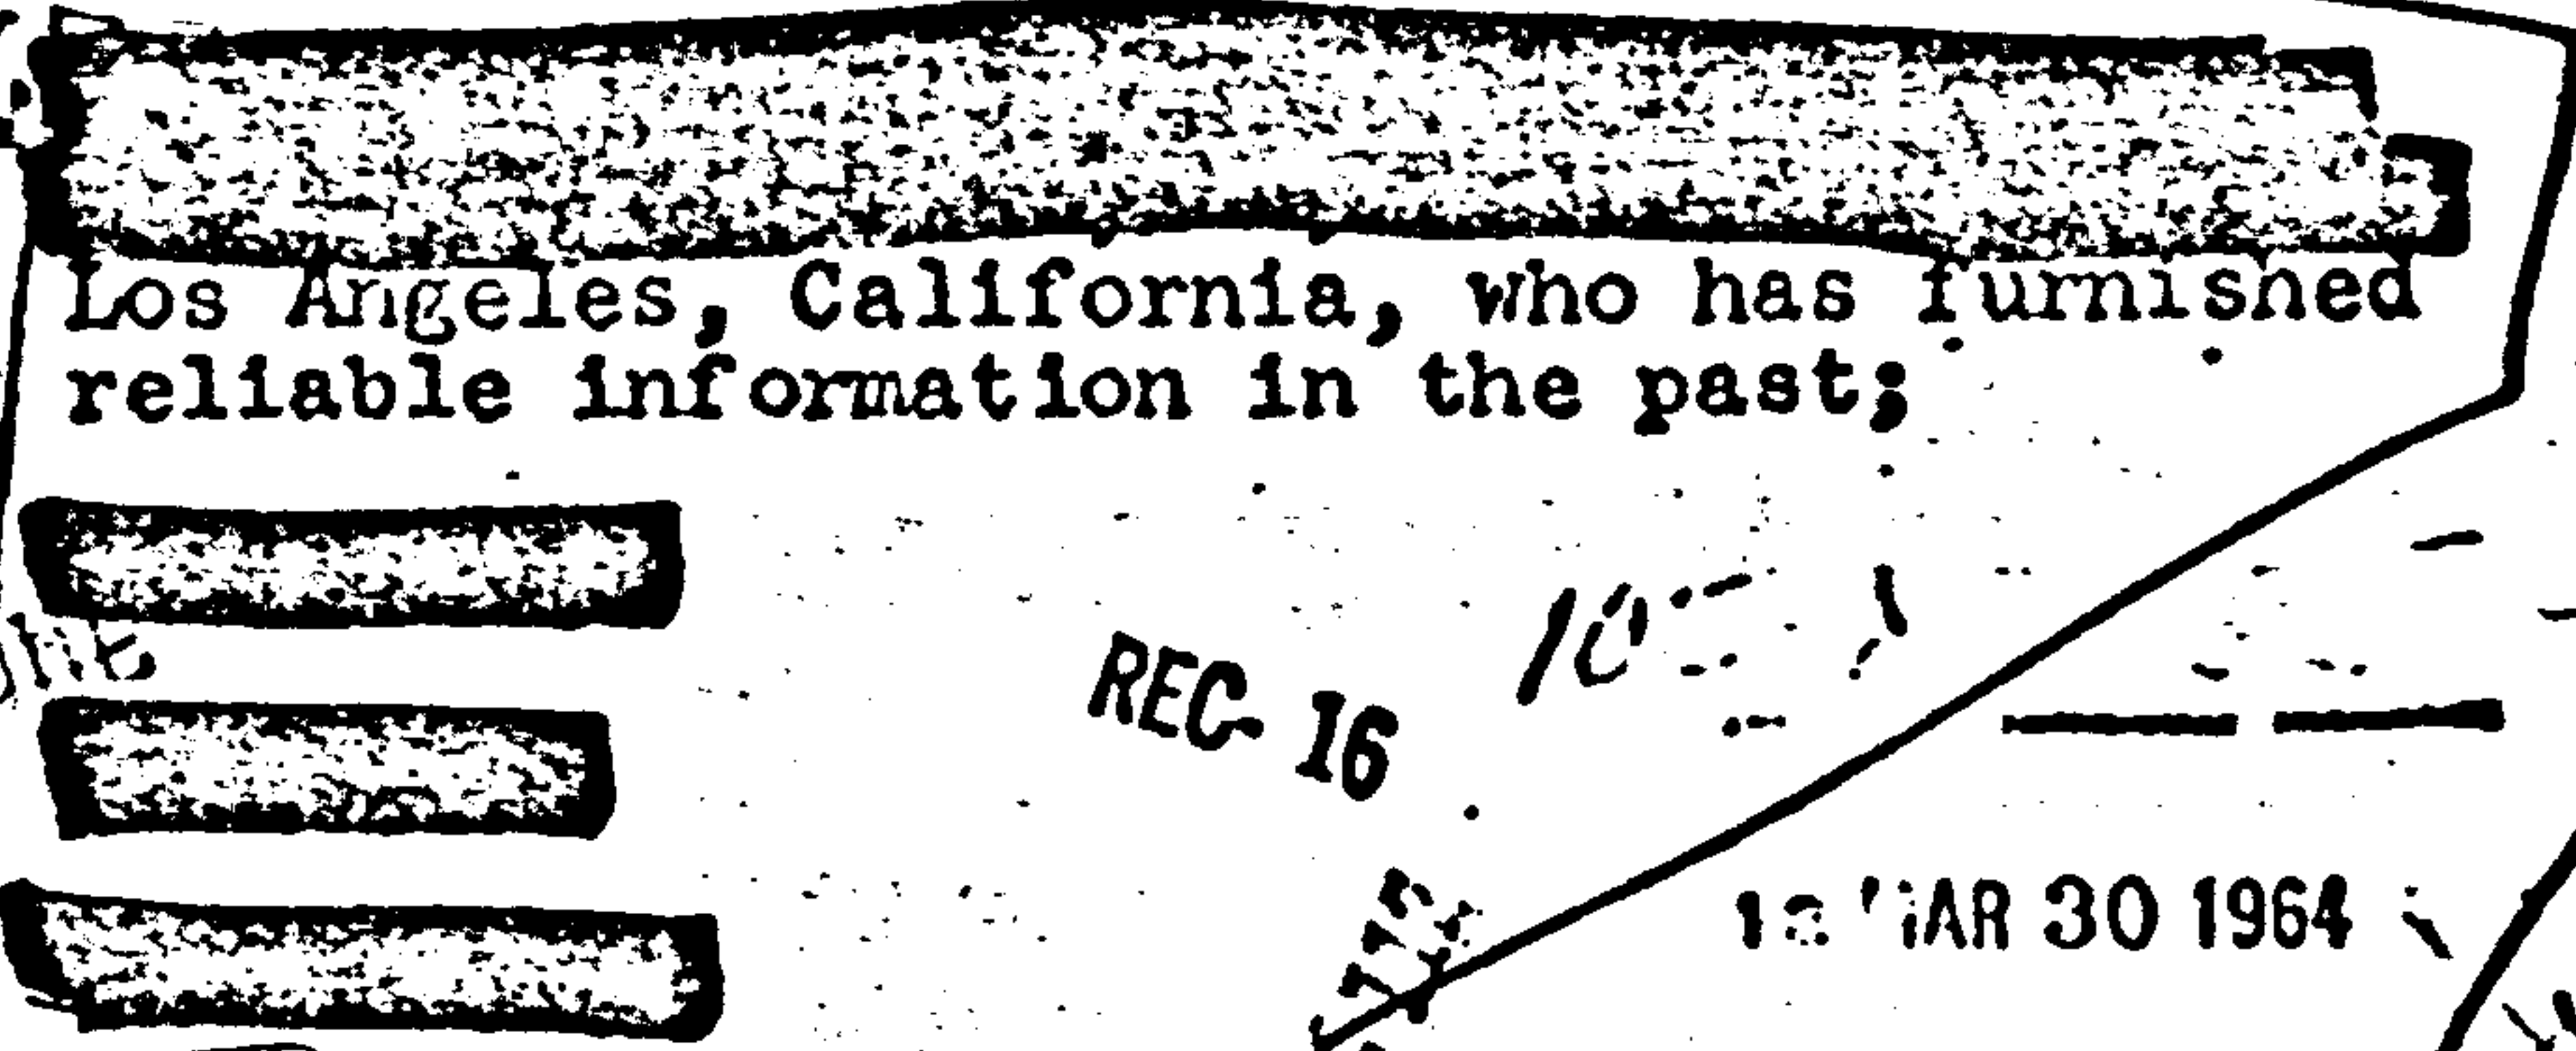 Los Angeles, California, who has furnished
reliable information in the past;
REC- 16
MAR 30 1964